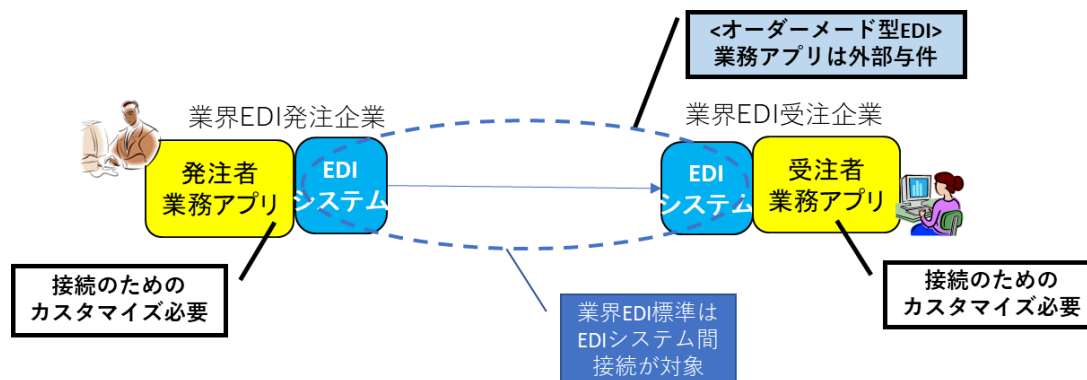 <オーダーメード型EDI>
業務アプリは外部与件
業界EDI発注企業
業界EDI受注企業
発注者
業務アプリ
EDI
システム
EDI
システム
受注者
業務アプリ
接続のための
カスタマイズ必要
業界EDI標準は
EDIシステム間
接続が対象
接続のための
カスタマイズ必要